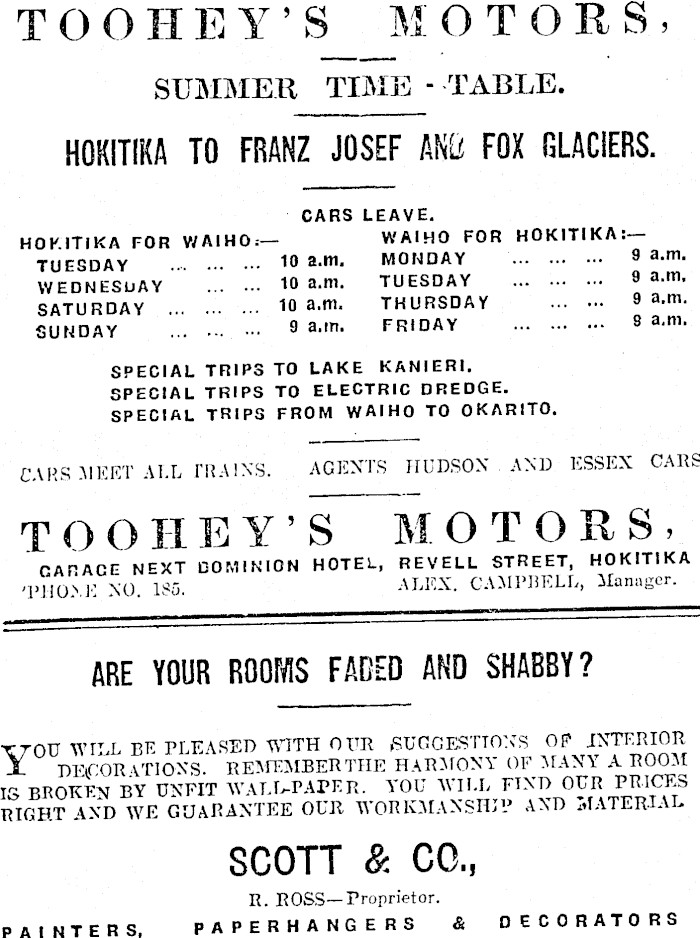 TOOHEY'S MOTORS,
SUMMER TIME-TABLE.
HOKITIKA TO FRANZ JOSEF AND FOX GLACIERS.
CARS LEAVE.
HOKITIKA FOR WAIHO:—
TUESDAY ... ... ... 10 a.m.
WEDNESDAY ... ... 10 a.m.
SATURDAY ... ... ... 10 a.m.
SUNDAY ... ... ... 9 a.m.
WAIHO FOR HOKITIKA:—
MONDAY ... ... ... 9 a.m.
TUESDAY ... ... ... 9 a.m.
THURSDAY ... ... 9 a.m.
FRIDAY ... ... ... 9 a.m.
SPECIAL TRIPS TO LAKE KANIERI.
SPECIAL TRIPS TO ELECTRIC DREDGE.
SPECIAL TRIPS FROM WAIHO TO OKARITO.
CARS MEET ALL TRAINS. AGENTS HUDSON AND ESSEX CARS
TOOHEY'S MOTORS,
GARAGE NEXT DOMINION HOTEL, REVELL STREET, HOKITIKA
'PHONE NO. 185. ALEX. CAMPBELL, Manager.
ARE YOUR ROOMS FADED AND SHABBY?
YOU WILL BE PLEASED WITH OUR SUGGESTIONS OF INTERIOR
DECORATIONS. REMEMBER THE HARMONY OF MANY A ROOM
IS BROKEN BY UNFIT WALL-PAPER. YOU WILL FIND OUR PRICES
RIGHT AND WE GUARANTEE OUR WORKMANSHIP AND MATERIAL
SCOTT & CO.,
R. ROSS—Proprietor.
PAINTERS, PAPERHANGERS & DECORATORS